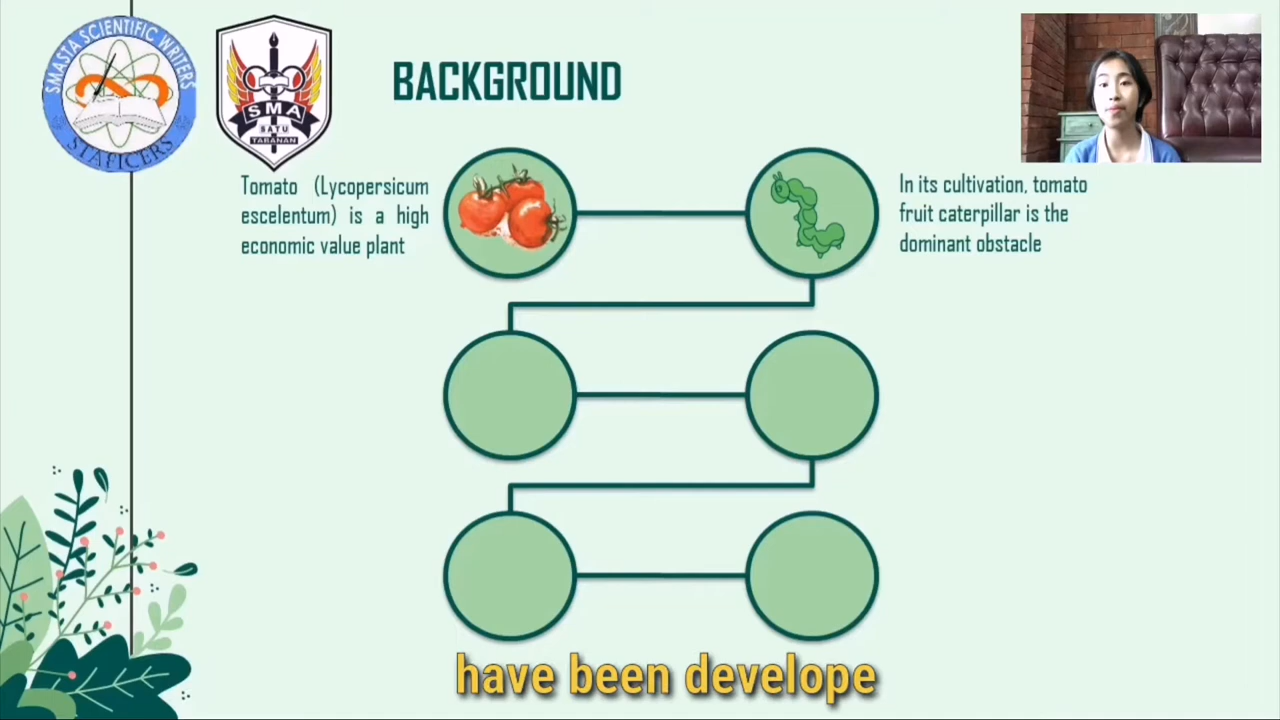 SMASTA SCIENTIFIC WRITERS
STAFICERS
SMA
SATU
TABANAN
BACKGROUND
Tomato (Lycopersicum
escelentum) is a high
economic value plant
In its cultivation, tomato
fruit caterpillar is the
dominant obstacle
have been develope